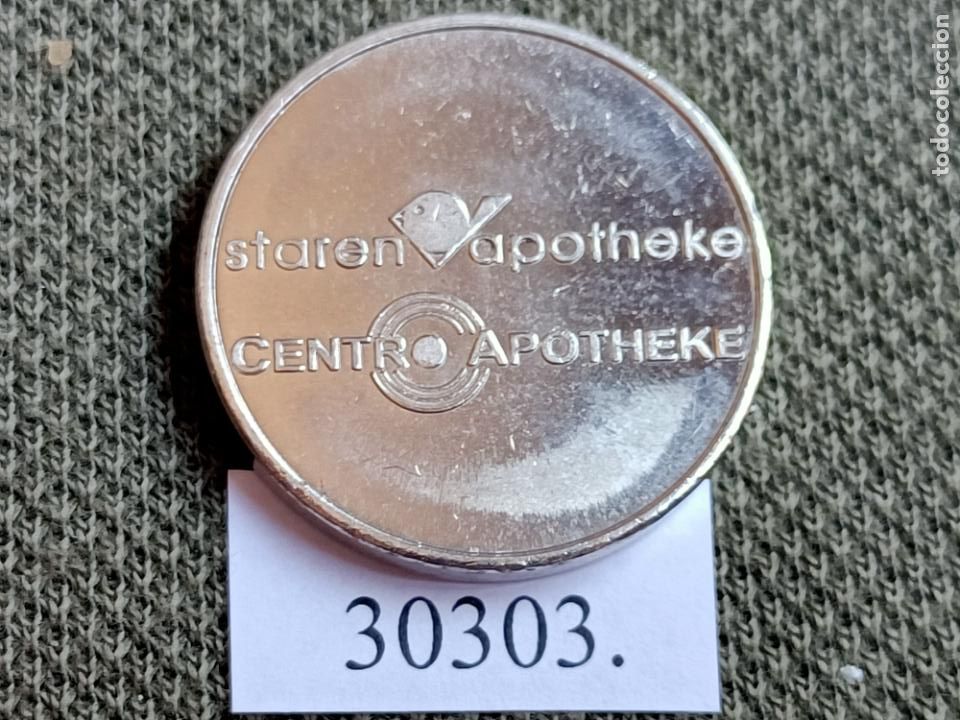 staren apotheke
CENTRO APOTHEKE
30303.
todocoleccion